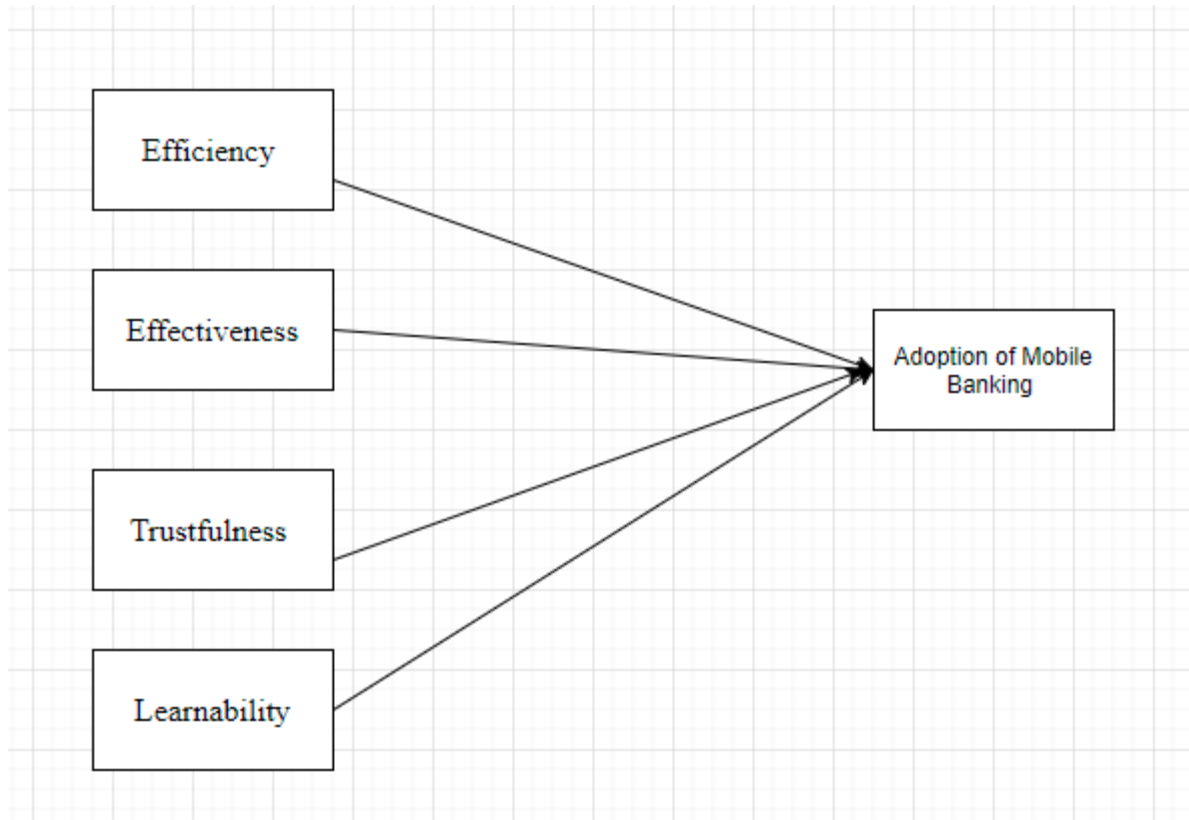 Efficiency
Effectiveness
Adoption of Mobile
Banking
Trustfulness
Learnability